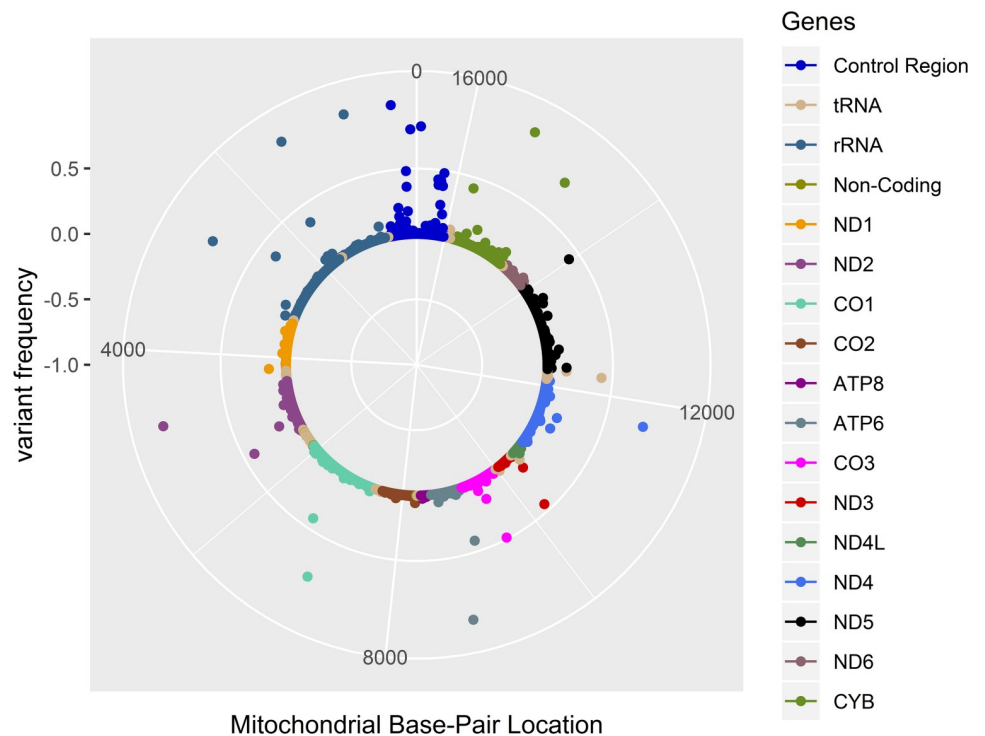 Genes
Control Region
tRNA
rRNA
Non-Coding
ND1
ND2
CO1
CO2
ATP8
ATP6
CO3
ND3
ND4L
ND4
ND5
ND6
CYB
0
16000
12000
8000
4000
0.5
0.0
-0.5
-1.0
variant frequency
Mitochondrial Base-Pair Location